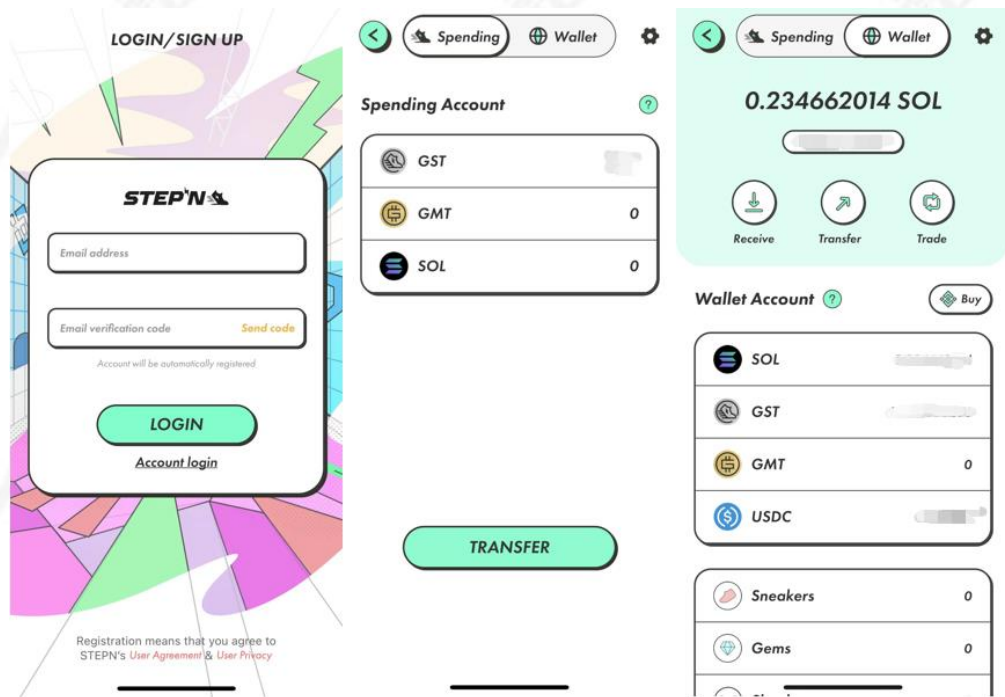 LOGIN/SIGN UP
STEP'N
Email address
Email verification code
Send code
Account will be automatically registered
LOGIN
Account login
Registration means that you agree to
STEPN's User Agreement & User Privacy
Spending
Wallet
Spending Account
?
GST
GMT
0
SOL
0
TRANSFER
Spending
Wallet
0.234662014 SOL
Receive
Transfer
Trade
Wallet Account
?
Buy
SOL
GST
GMT
0
USDC
Sneakers
0
Gems
0